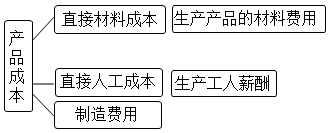 产品成本
直接材料成本
生产产品的材料费用
直接人工成本
生产工人薪酬
制造费用